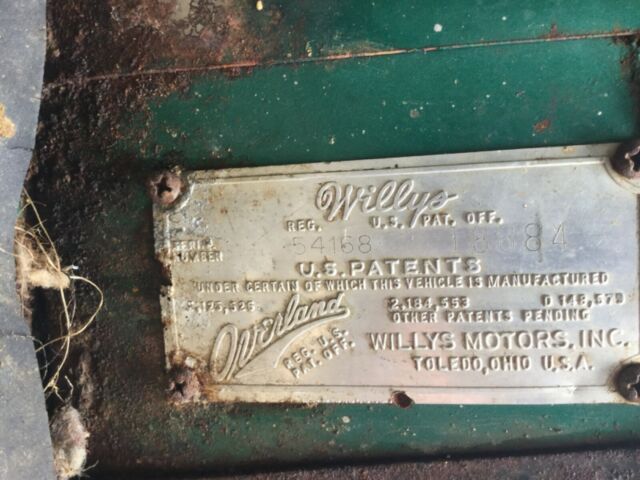 Willys
REG. U.S. PAT. OFF.
SERIAL
NUMBER 54168
U.S. PATENTS
UNDER CERTAIN OF WHICH THIS VEHICLE IS MANUFACTURED
2,184,553
OTHER PATENTS PENDING
Overland
REG. U.S.
PAT. OFF.
WILLYS MOTORS, INC.
TOLEDO, OHIO U.S.A.